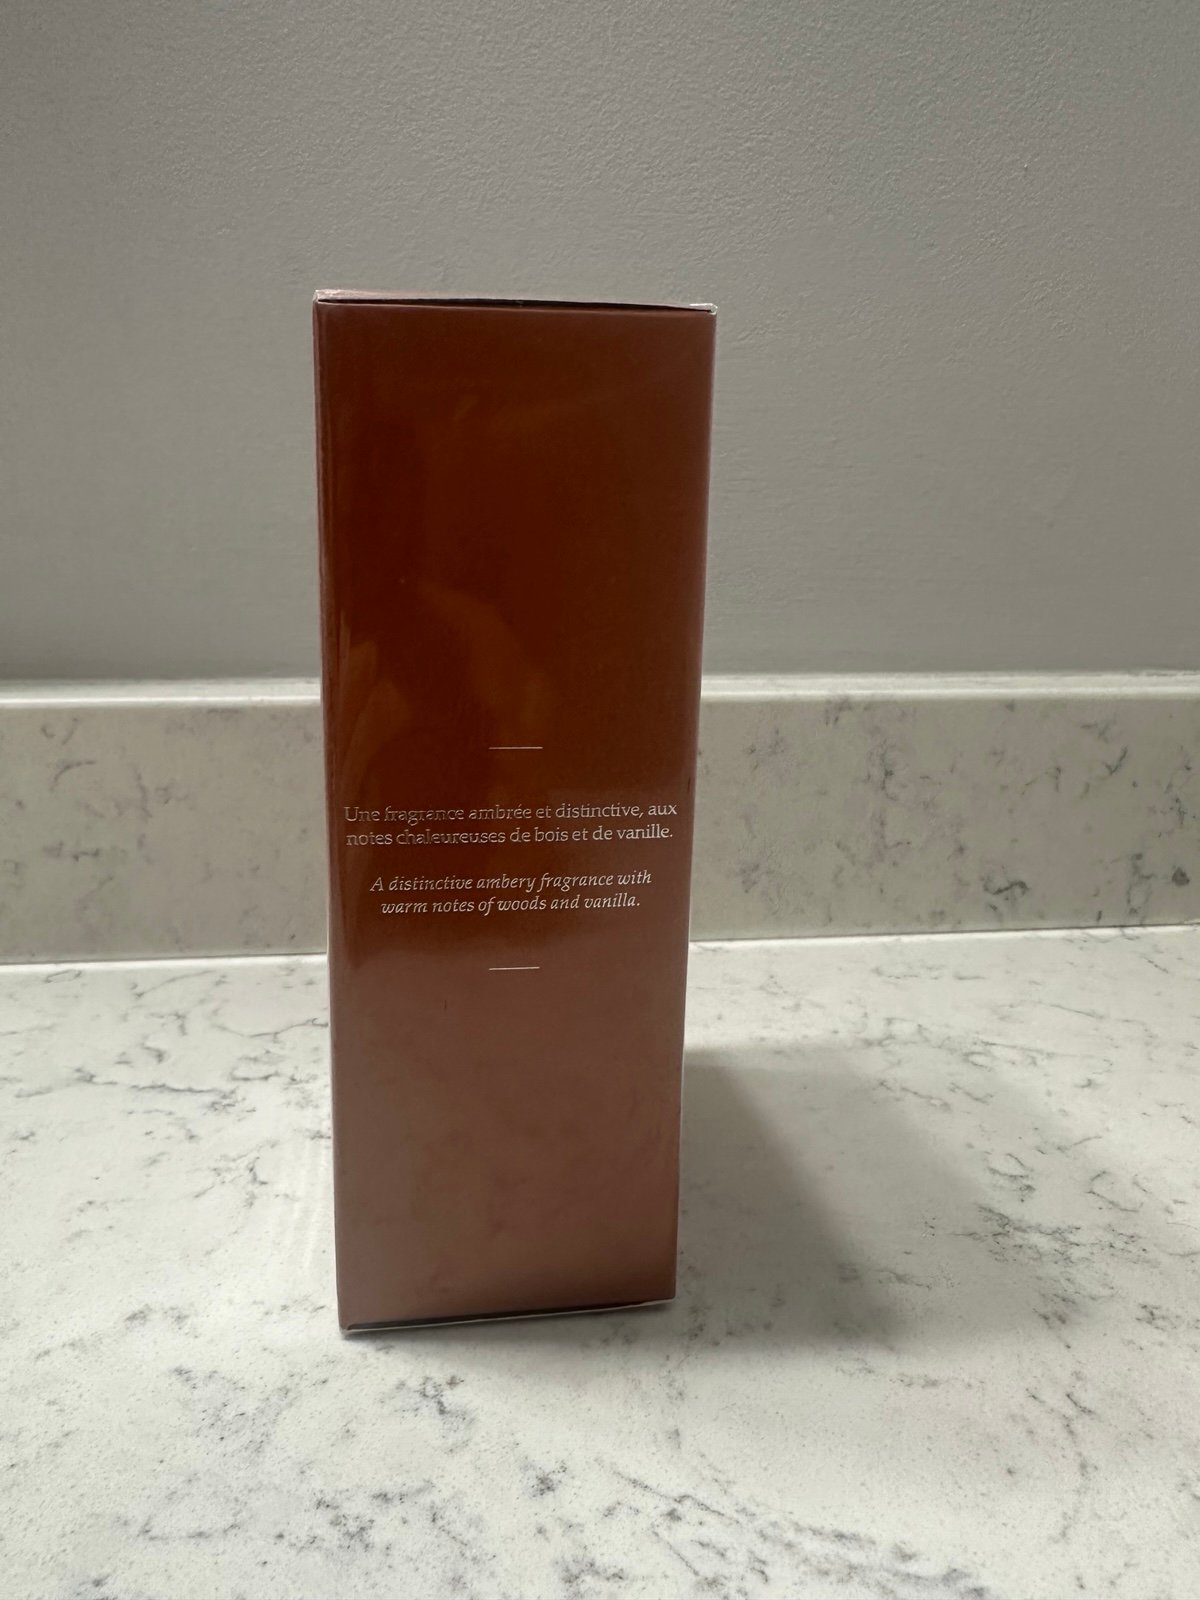 Une fragrance ambrée et distinctive, aux
notes chaleureuses de bois et de vanille.
A distinctive ambery fragrance with
warm notes of woods and vanilla.